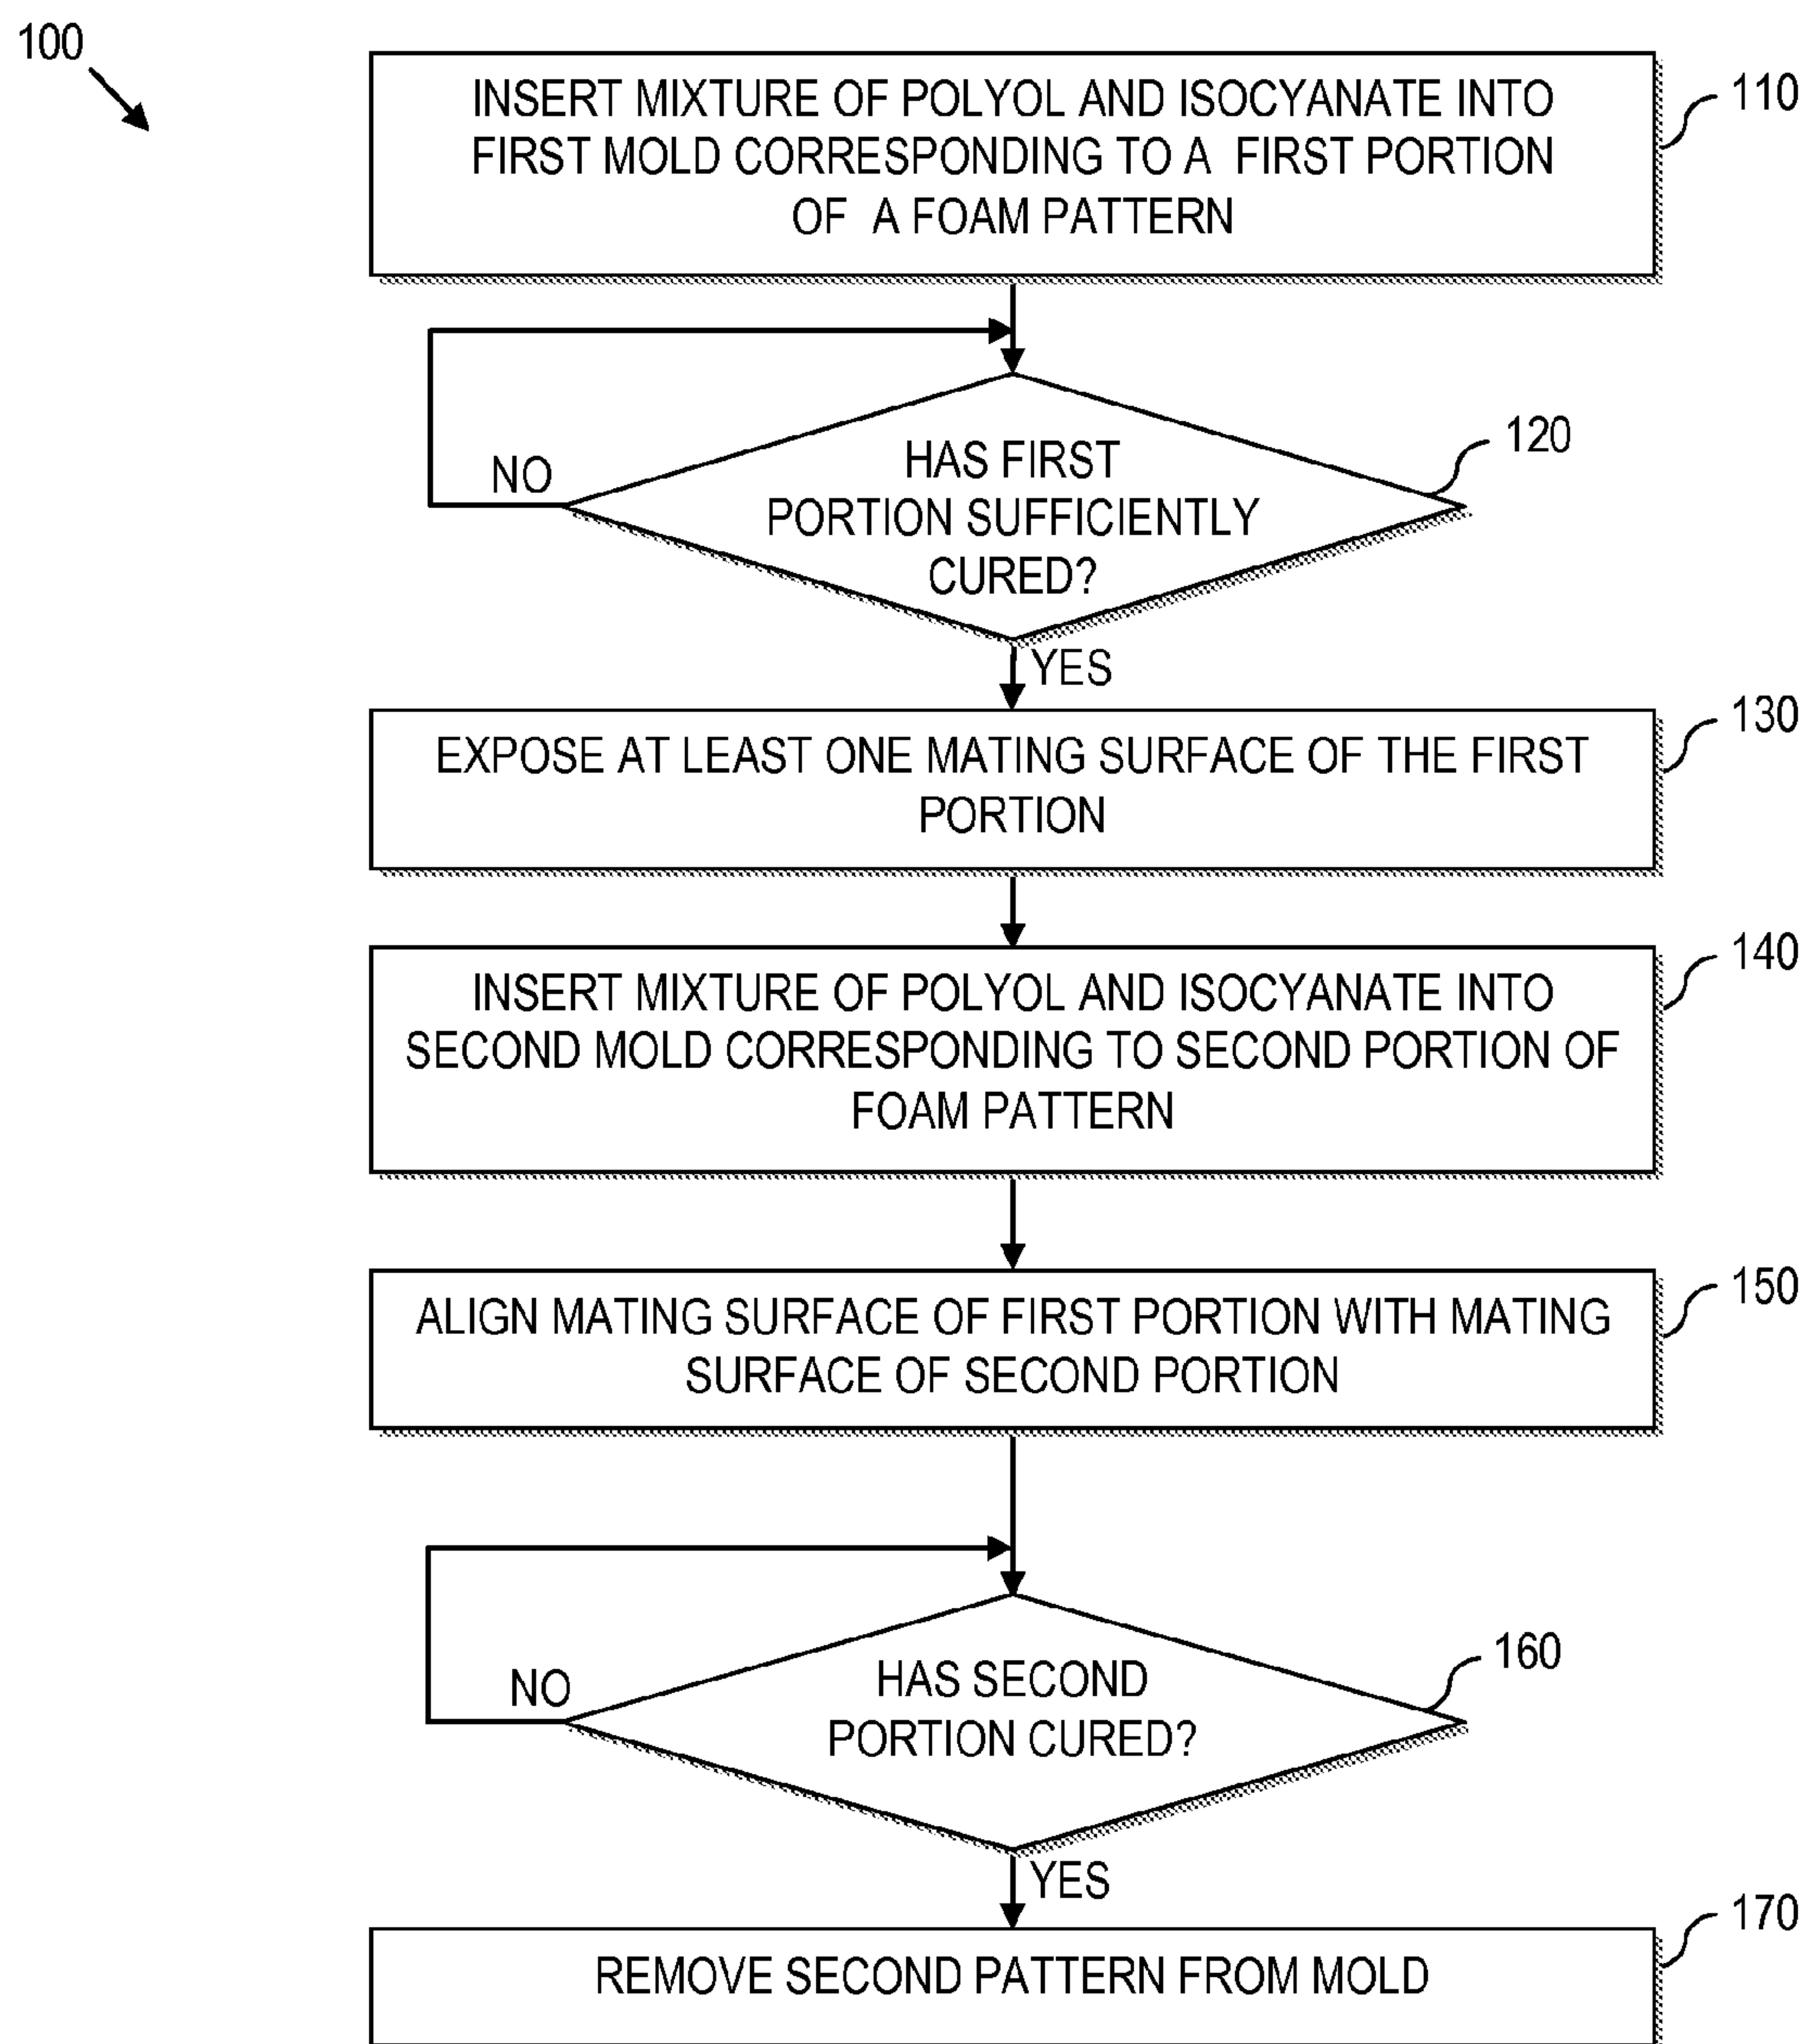 100
INSERT MIXTURE OF POLYOL AND ISOCYANATE INTO
FIRST MOLD CORRESPONDING TO A FIRST PORTION
OF A FOAM PATTERN
110
HAS FIRST
PORTION SUFFICIENTLY
CURED?
120
NO
YES
EXPOSE AT LEAST ONE MATING SURFACE OF THE FIRST
PORTION
130
INSERT MIXTURE OF POLYOL AND ISOCYANATE INTO
SECOND MOLD CORRESPONDING TO SECOND PORTION OF
FOAM PATTERN
140
ALIGN MATING SURFACE OF FIRST PORTION WITH MATING
SURFACE OF SECOND PORTION
150
HAS SECOND
PORTION CURED?
160
NO
YES
REMOVE SECOND PATTERN FROM MOLD
170